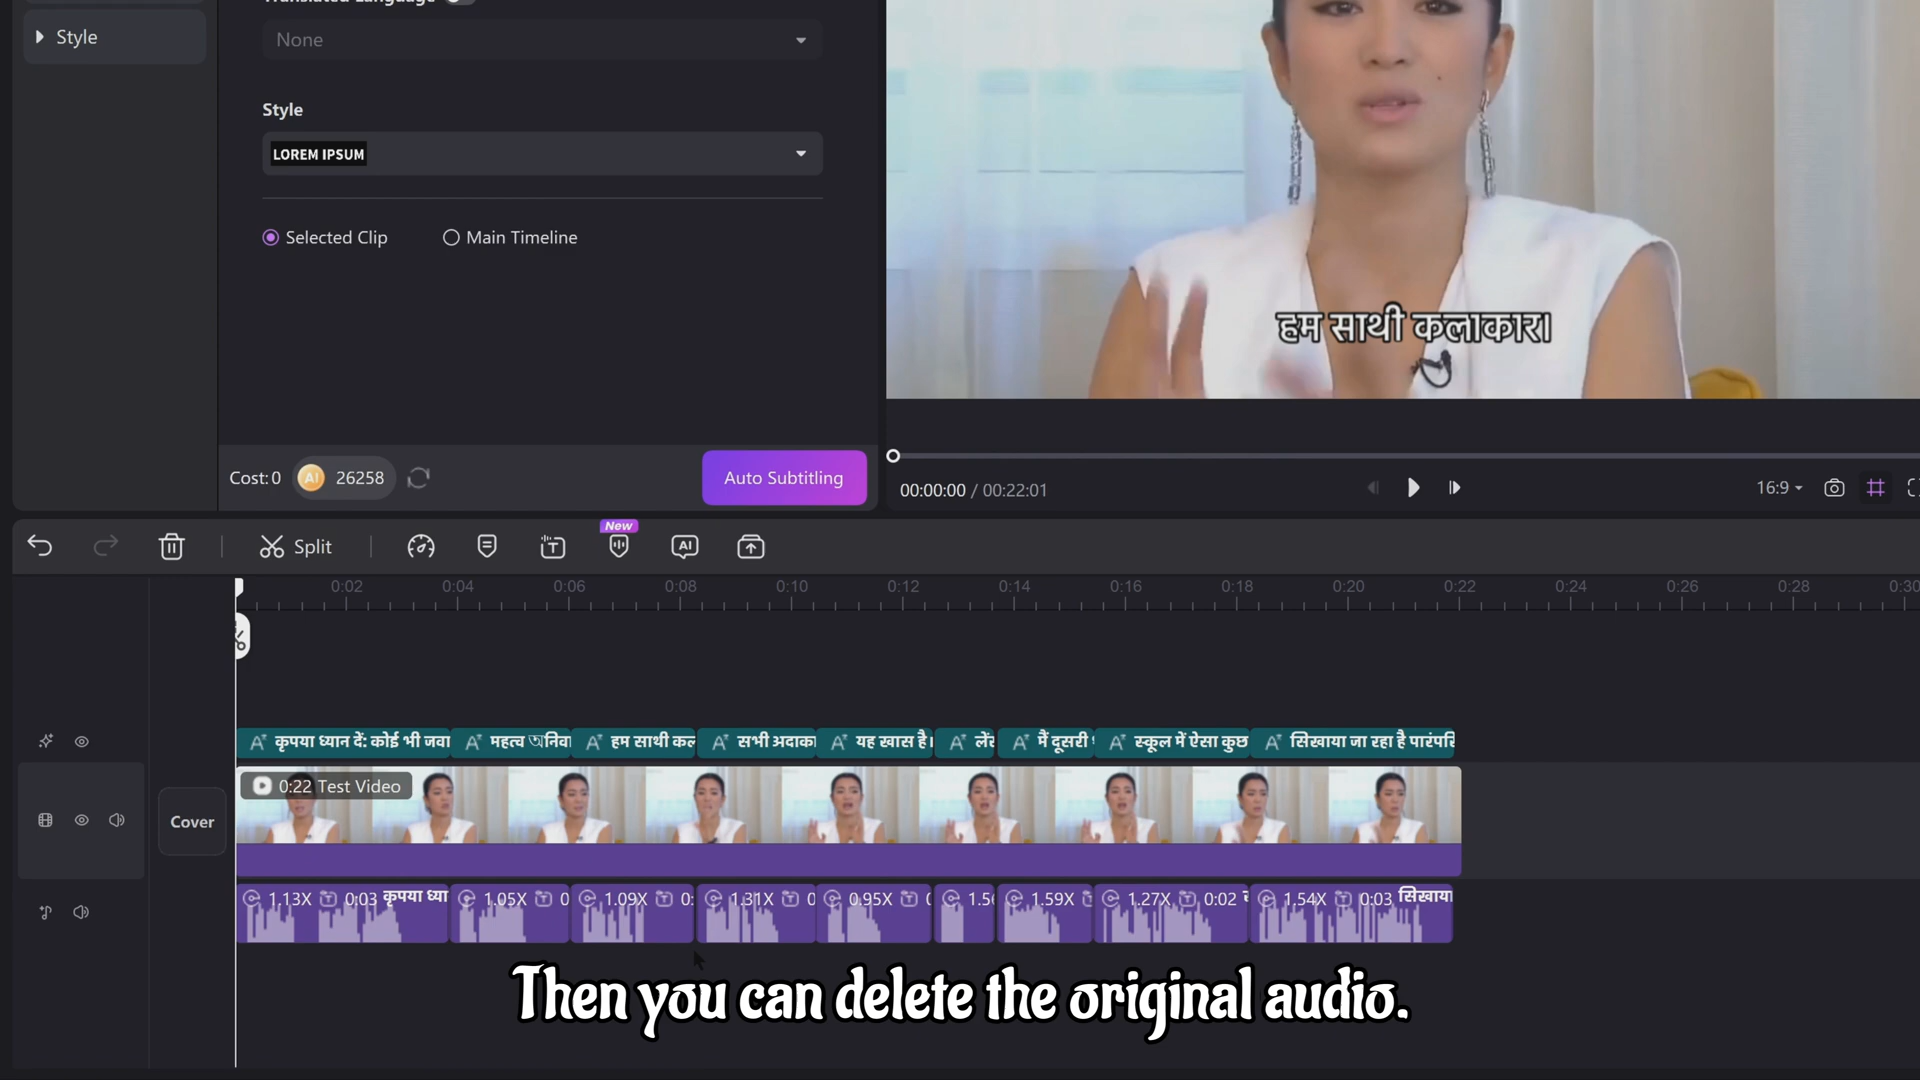 Translated Language
Style
None
Style
LOREM IPSUM
Selected Clip
Main Timeline
हम साथी कलाकार।
Cost: 0
AI
26258
Auto Subtitling
00:00:00 / 00:22:01
16:9
New
Split
AI
0:02 0:04 0:06 0:08 0:10 0:12 0:14 0:16 0:18 0:20 0:22 0:24 0:26 0:28 0:30
कृपया ध्यान दें: कोई भी जवा
महत्व
हम साथी
सभी अदाका
यह खास है।
मैं दूसरी
स्कूल में ऐसा कुछ
सिखाया जा रहा है
0:22 Test Video
Cover
1.13X 0:03 कृपया ध्या 1.05X 1.09X 0: 1.31X 0.95X 1.59X 1.27X 0:02 1.54X 0:03 सिखाया
Then you can delete the original audio.